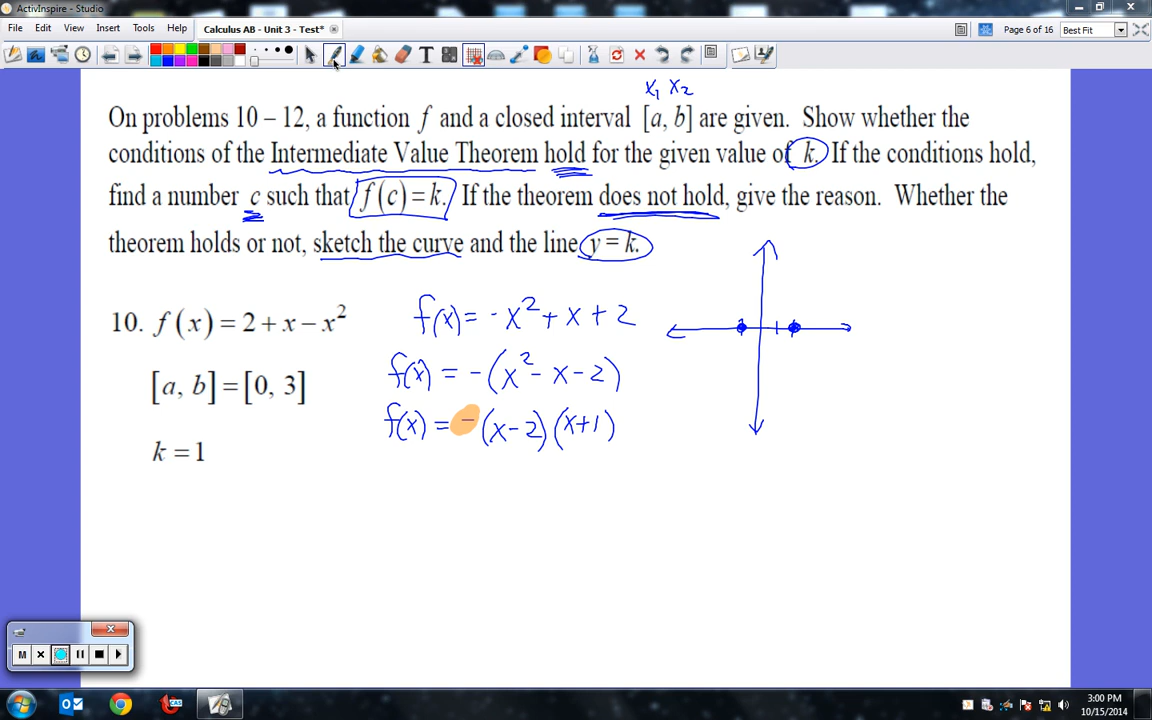 ActivInspire - Studio
File Edit View Insert Tools Help Calculus AB - Unit 3 - Test* Page 6 of 16 Best Fit
x₁ x₂
On problems 10 – 12, a function f and a closed interval [a, b] are given. Show whether the
conditions of the Intermediate Value Theorem hold for the given value of k. If the conditions hold,
find a number c such that f(c) = k. If the theorem does not hold, give the reason. Whether the
theorem holds or not, sketch the curve and the line y = k.
10. f(x) = 2 + x – x² f(x) = -x² + x + 2
[a, b] = [0, 3] f(x) = -(x² - x - 2)
f(x) = -(x-2)(x+1)
k = 1
M
3:00 PM
10/15/2014